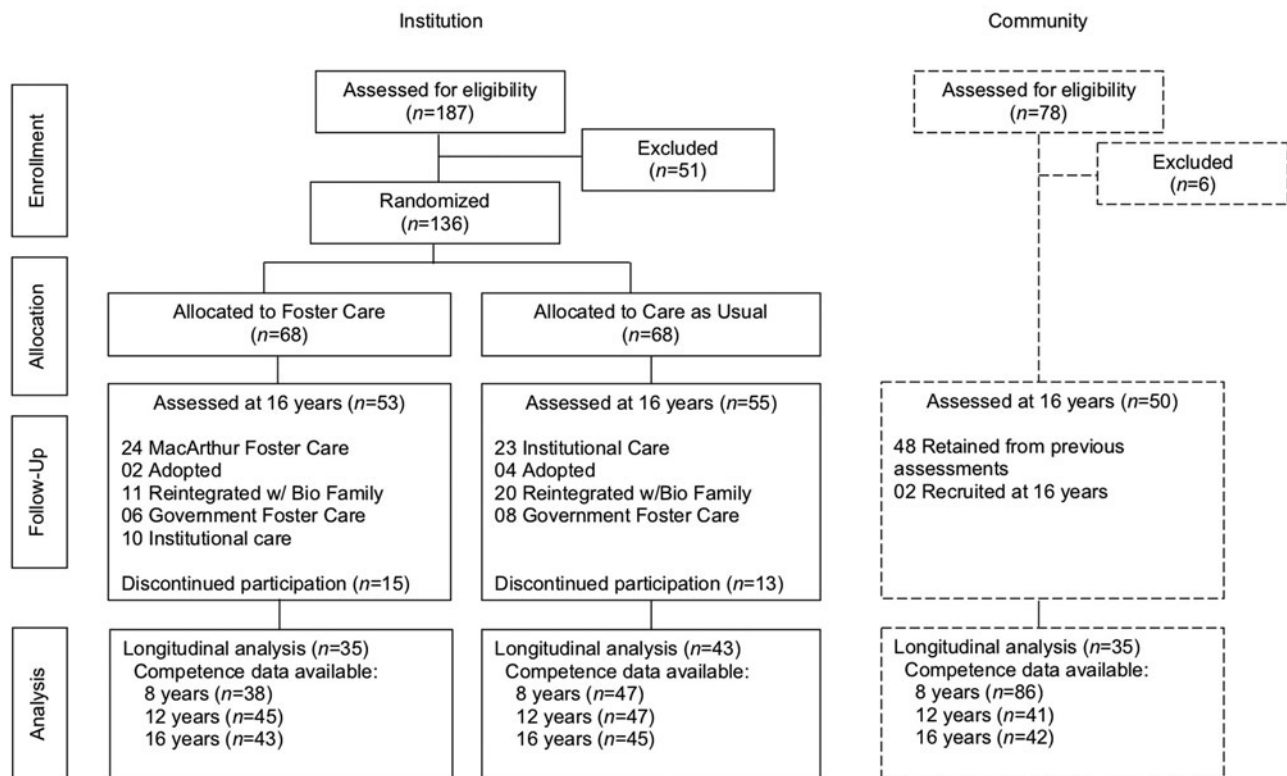 Institution
Community
Enrollment
Assessed for eligibility
(n=187)
Excluded
(n=51)
Randomized
(n=136)
Assessed for eligibility
(n=78)
Excluded
(n=6)
Allocation
Allocated to Foster Care
(n=68)
Allocated to Care as Usual
(n=68)
Follow-Up
Assessed at 16 years (n=53)
24 MacArthur Foster Care
02 Adopted
11 Reintegrated w/ Bio Family
06 Government Foster Care
10 Institutional care
Discontinued participation (n=15)
Assessed at 16 years (n=55)
23 Institutional Care
04 Adopted
20 Reintegrated w/Bio Family
08 Government Foster Care
Discontinued participation (n=13)
Assessed at 16 years (n=50)
48 Retained from previous
assessments
02 Recruited at 16 years
Analysis
Longitudinal analysis (n=35)
Competence data available:
8 years (n=38)
12 years (n=45)
16 years (n=43)
Longitudinal analysis (n=43)
Competence data available:
8 years (n=47)
12 years (n=47)
16 years (n=45)
Longitudinal analysis (n=35)
Competence data available:
8 years (n=86)
12 years (n=41)
16 years (n=42)